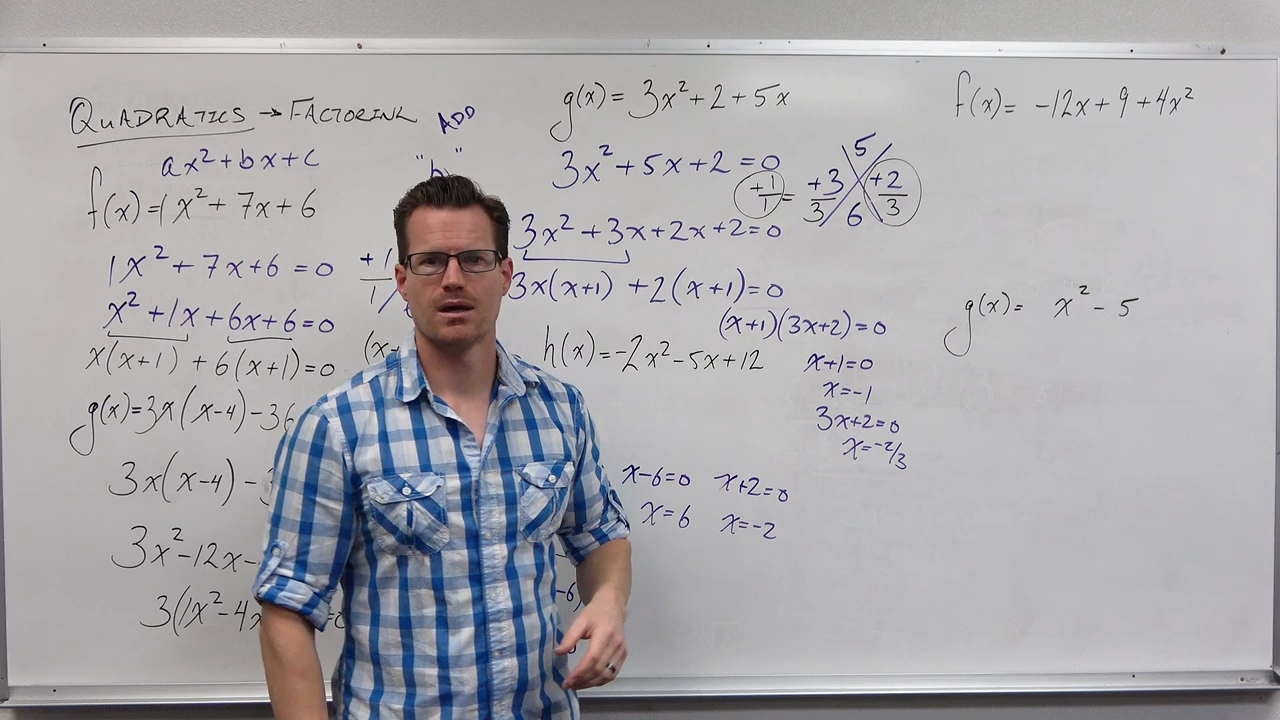 QUADRATICS → FACTORING
ADD
ax² + bx + c
"b"
f(x) = 1x² + 7x + 6
1x² + 7x + 6 = 0
+1
1
x² + 1x + 6x + 6 = 0
x(x+1) + 6(x+1) = 0
(x
g(x) = 3x(x-4) - 36
3x(x-4) - 3
3x² - 12x -
3(1x² - 4x
g(x) = 3x² + 2 + 5x
3x² + 5x + 2 = 0
5
+1/1 = +3/3 +2/3
6
3x² + 3x + 2x + 2 = 0
3x(x+1) + 2(x+1) = 0
(x+1)(3x+2) = 0
h(x) = -2x² - 5x + 12
x+1=0
x=-1
3x+2=0
x=-2/3
x-6=0 x+2=0
x=6 x=-2
-6)
f(x) = -12x + 9 + 4x²
g(x) = x² - 5